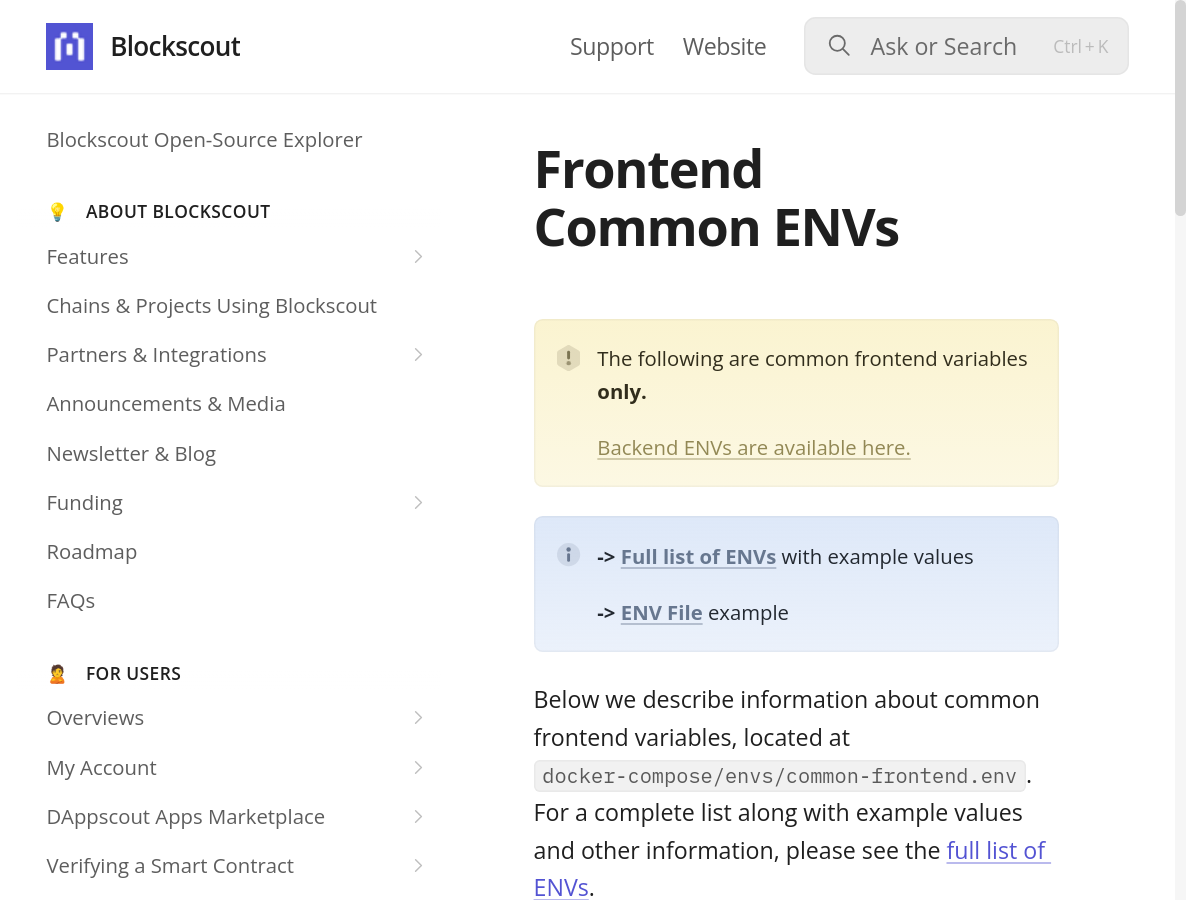 Blockscout
Support
Website
Ask or Search
Ctrl + K
Blockscout Open-Source Explorer
ABOUT BLOCKSCOUT
Features
Chains & Projects Using Blockscout
Partners & Integrations
Announcements & Media
Newsletter & Blog
Funding
Roadmap
FAQs
FOR USERS
Overviews
My Account
DAppscout Apps Marketplace
Verifying a Smart Contract
Frontend
Common ENVs
The following are common frontend variables
only.
Backend ENVs are available here.
-> Full list of ENVs with example values
-> ENV File example
Below we describe information about common
frontend variables, located at
docker-compose/envs/common-frontend.env.
For a complete list along with example values
and other information, please see the full list of
ENVs.